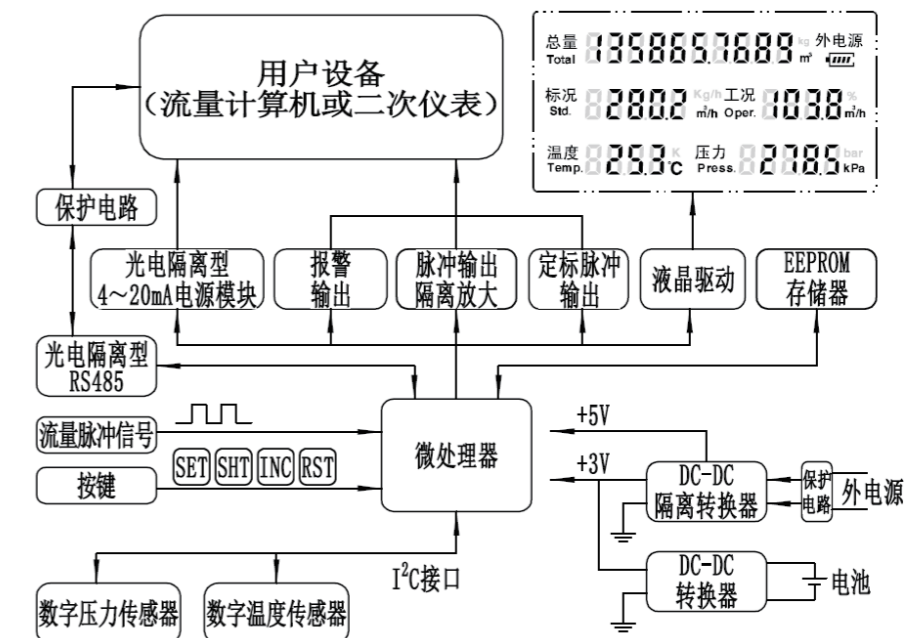 用户设备
(流量计算机或二次仪表)
总量 1358657.689 kg 外电源
Total m³
标况 280.2 Kg/h 工况 103.8 %
Std. m³/h Oper. m³/h
温度 25.3 K 压力 278.5 bar
Temp. °C Press. kPa
保护电路
光电隔离型
4～20mA电源模块
报警
输出
脉冲输出
隔离放大
定标脉冲
输出
液晶驱动
EEPROM
存储器
光电隔离型
RS485
流量脉冲信号
按键
SET SHT INC RST
微处理器
+5V
+3V
DC-DC
隔离转换器
保护
电路
外电源
DC-DC
转换器
电池
I²C接口
数字压力传感器
数字温度传感器